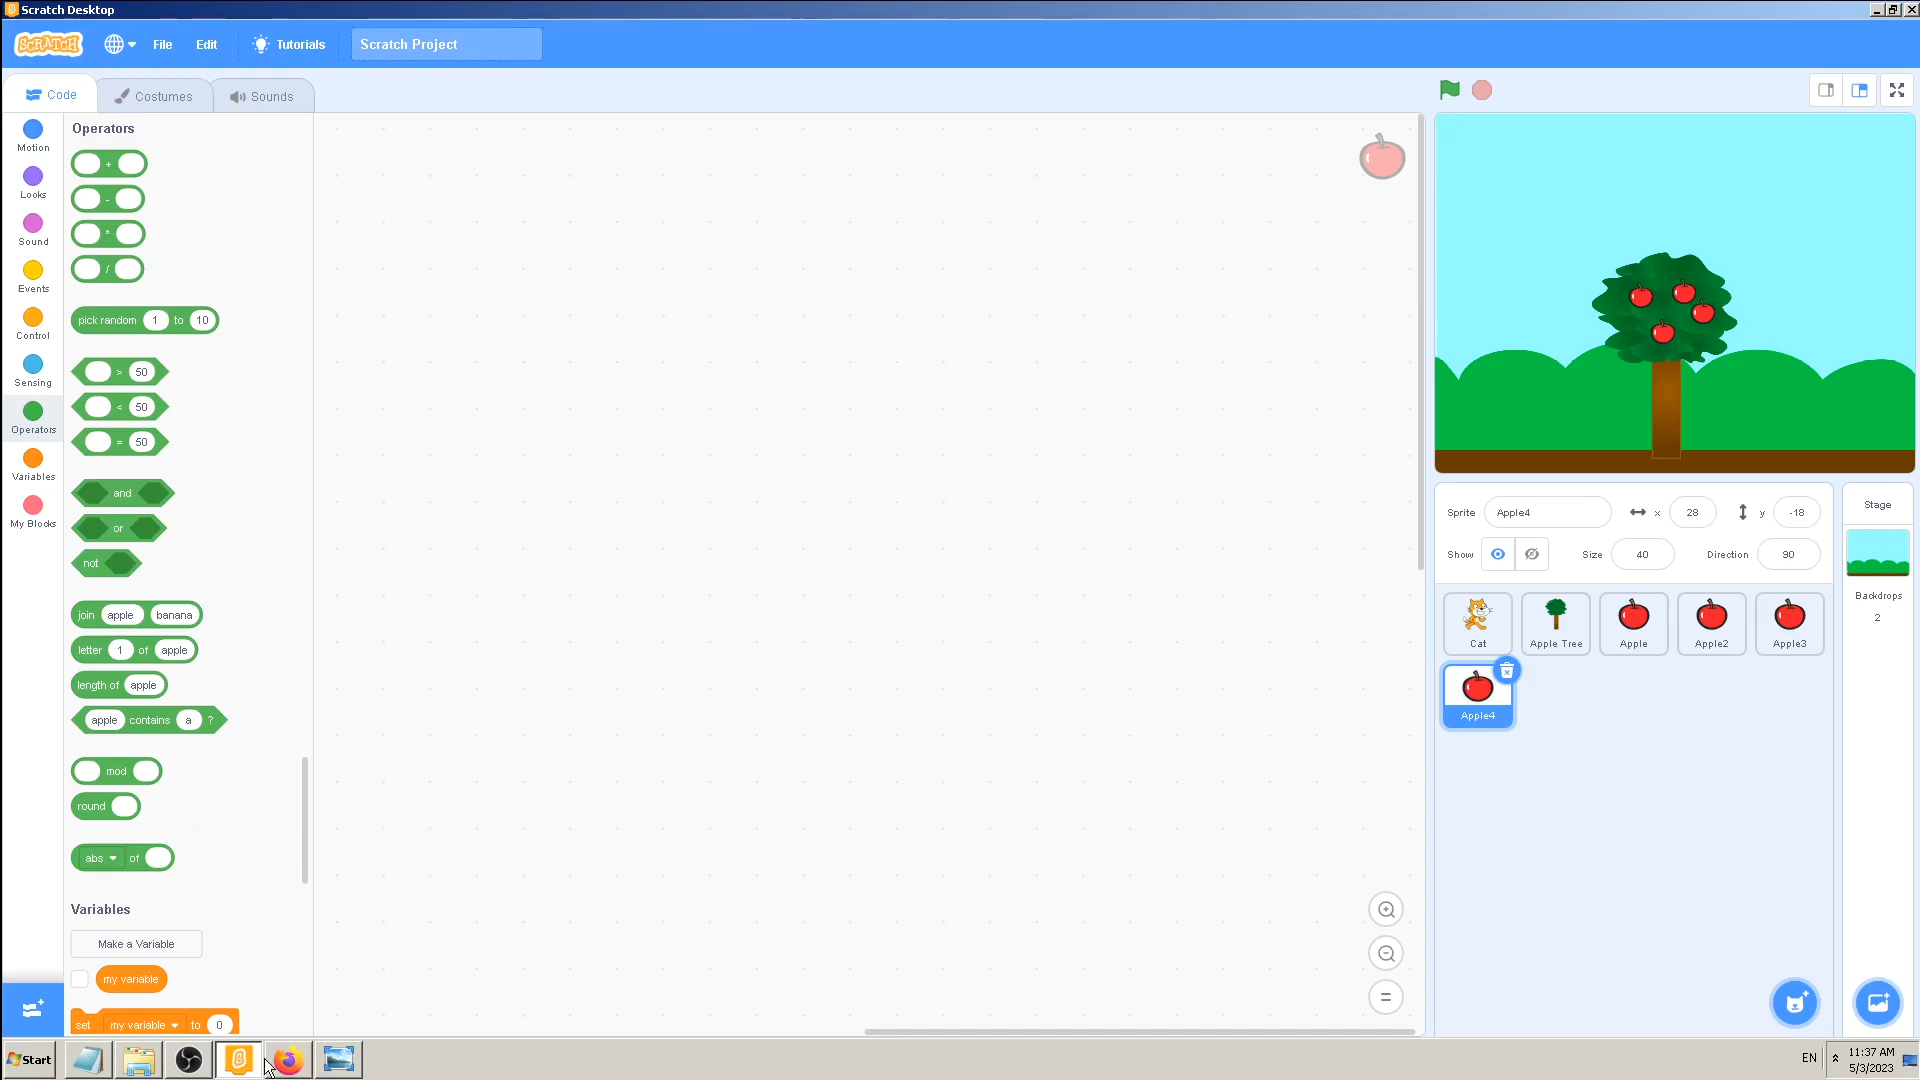 Scratch Desktop
SCRATCH
File
Edit
Tutorials
Scratch Project
Code
Costumes
Sounds
Motion
Looks
Sound
Events
Control
Sensing
Operators
Variables
My Blocks
Operators
+
-
*
/
pick random 1 to 10
> 50
< 50
= 50
and
or
not
join apple banana
letter 1 of apple
length of apple
apple contains a ?
mod
round
abs of
Variables
Make a Variable
my variable
set my variable to 0
Sprite Apple4 x 28 y -18
Show Size 40 Direction 90
Cat
Apple Tree
Apple
Apple2
Apple3
Apple4
Stage
Backdrops
2
Start
EN
11:37 AM
5/3/2023